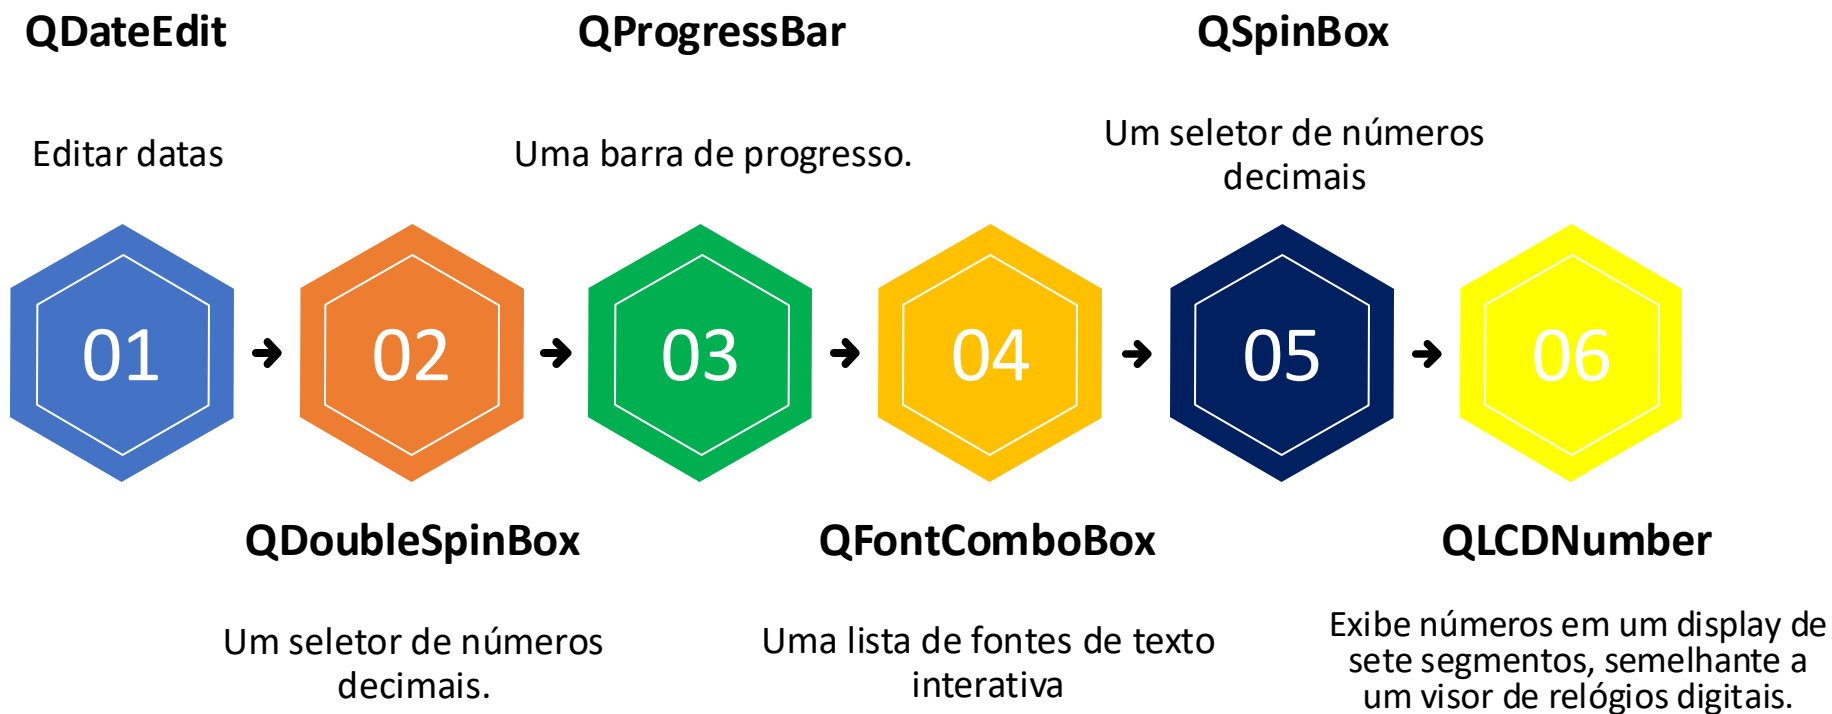 QDateEdit
Editar datas
01
QDoubleSpinBox
Um seletor de números
decimais.
02
QProgressBar
Uma barra de progresso.
03
QFontComboBox
Uma lista de fontes de texto
interativa
04
QSpinBox
Um seletor de números
decimais
05
QLCDNumber
Exibe números em um display de
sete segmentos, semelhante a
um visor de relógios digitais.
06